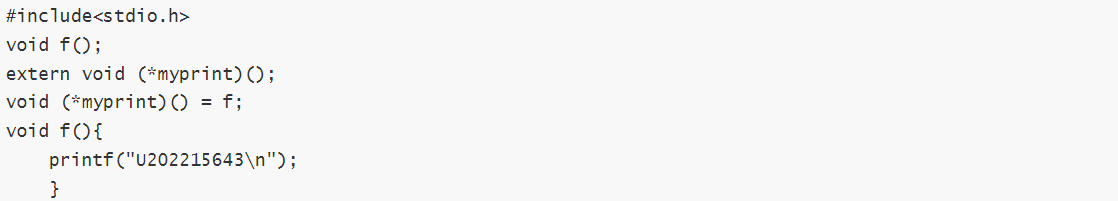 #include<stdio.h>
void f();
extern void (*myprint)();
void (*myprint)() = f;
void f(){
    printf("U202215643\n");
    }